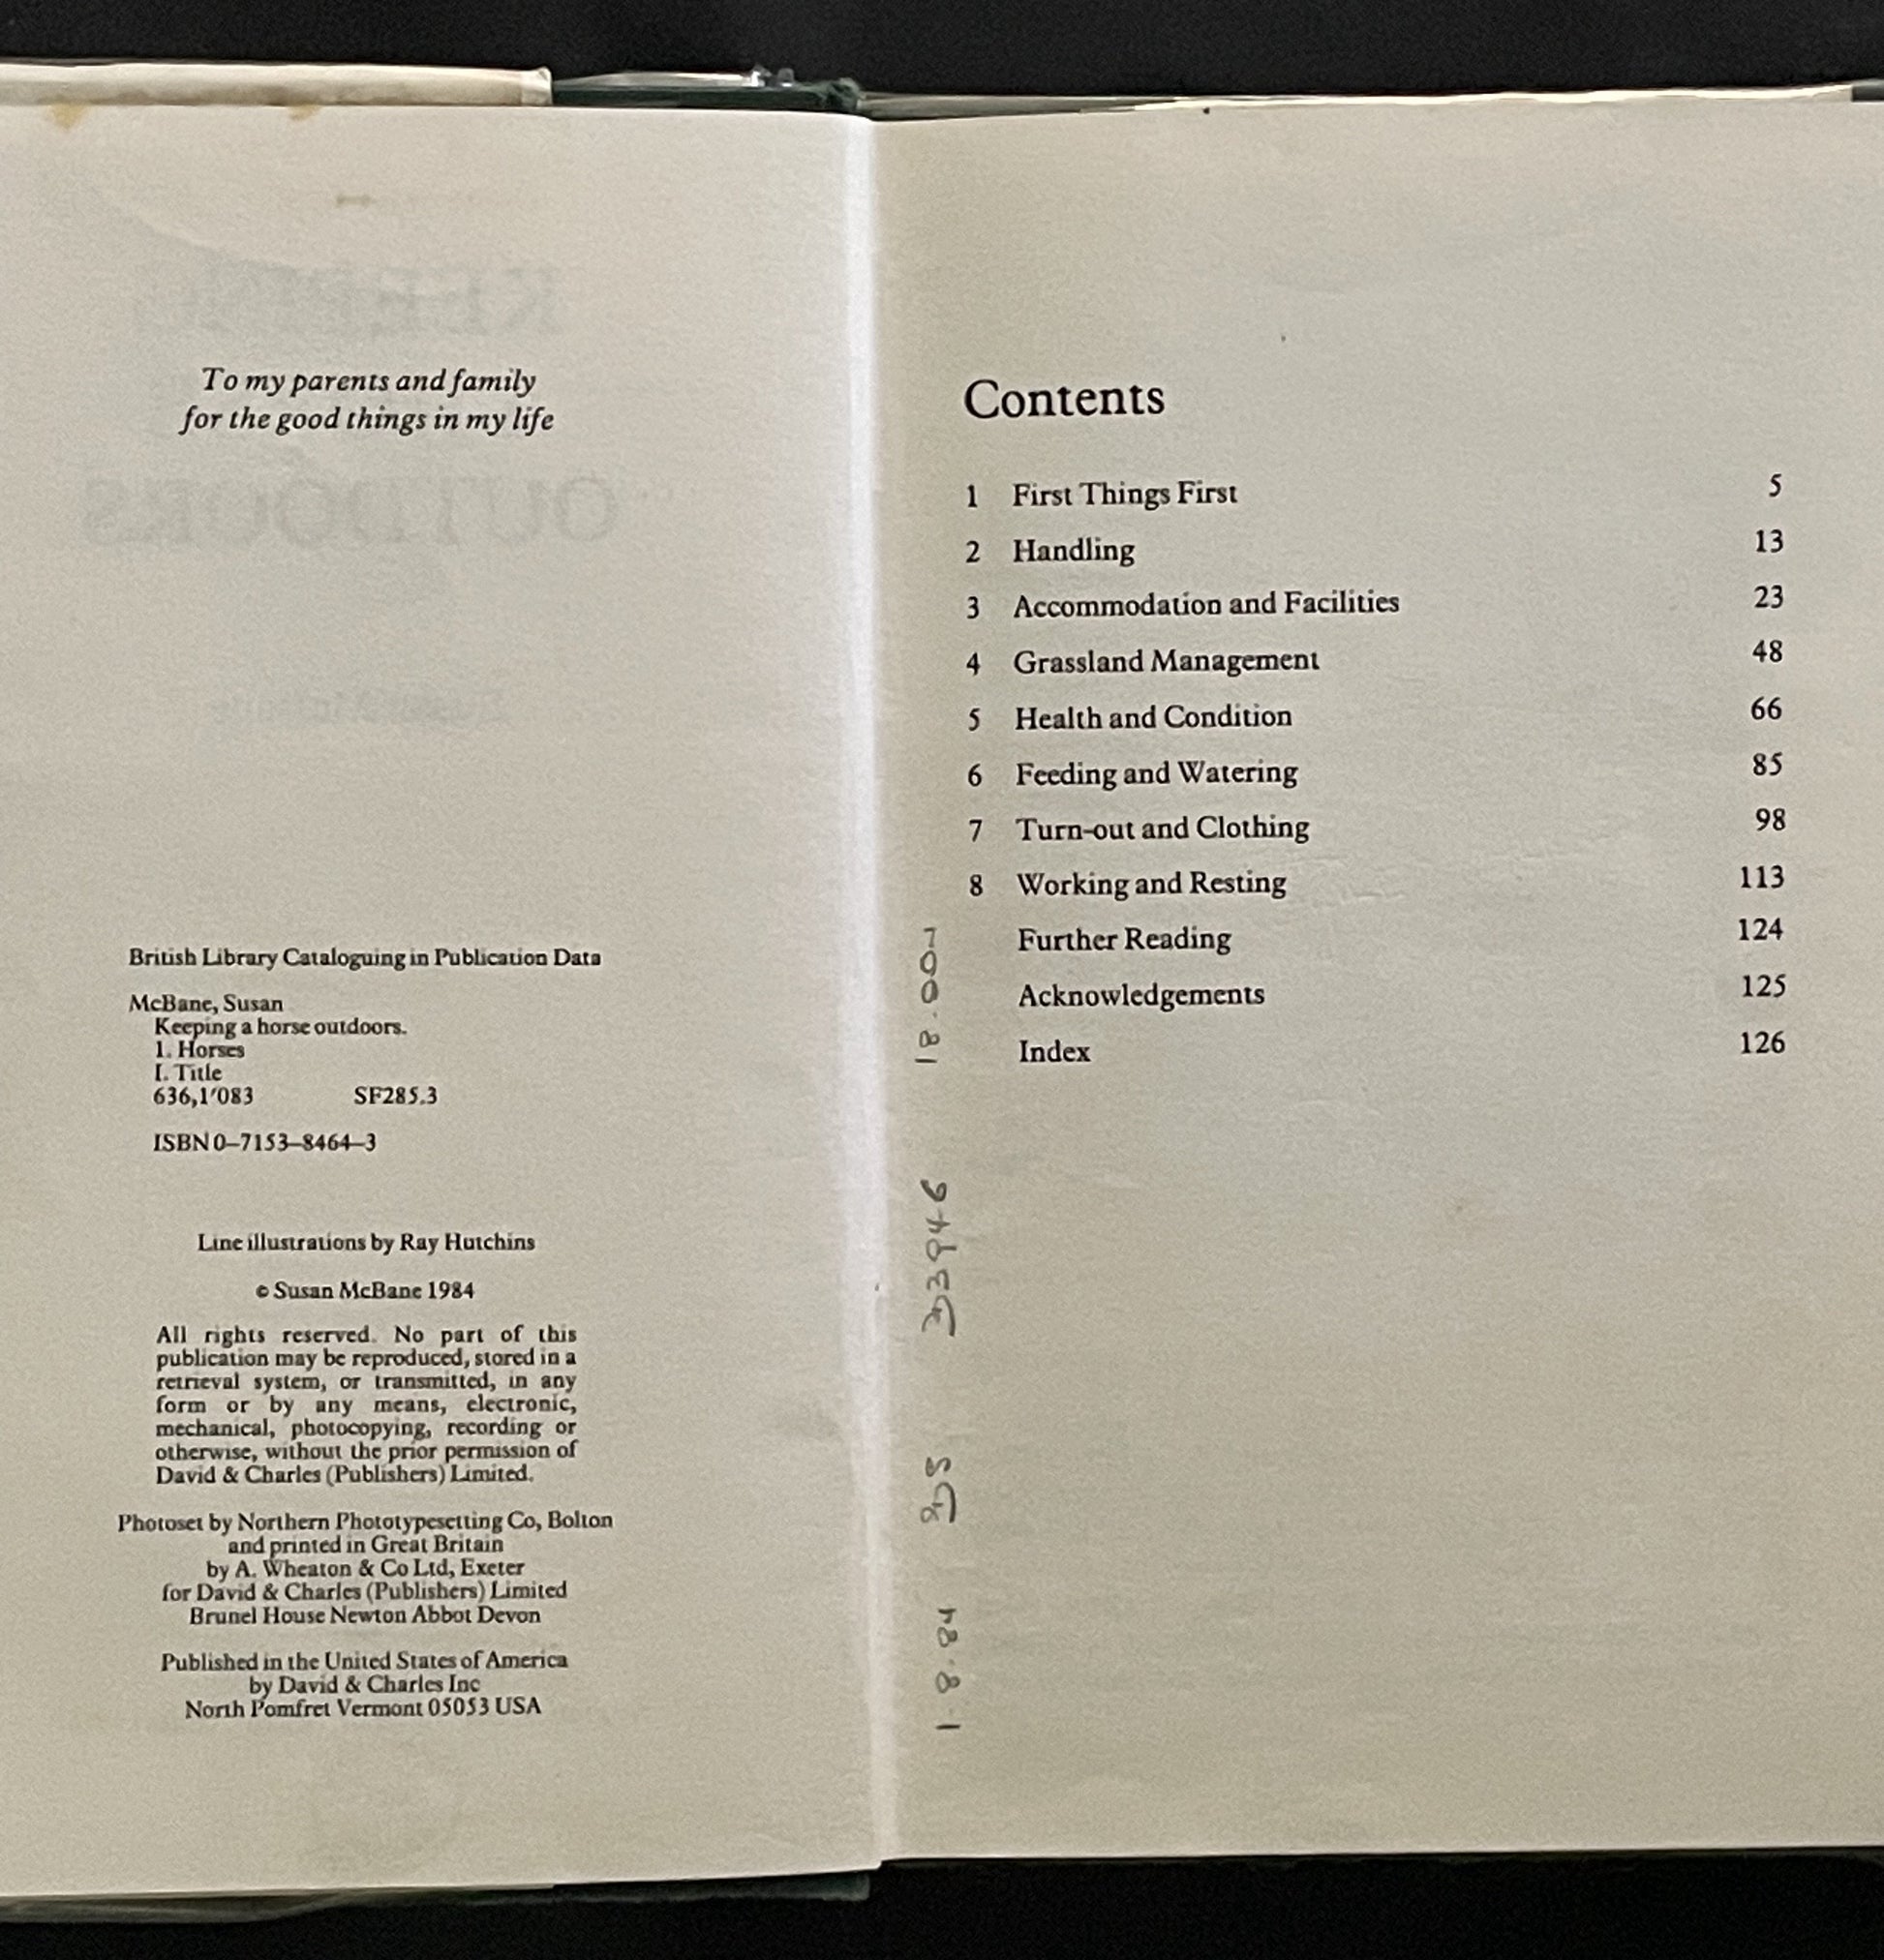 To my parents and family
for the good things in my life
British Library Cataloguing in Publication Data
McBane, Susan
Keeping a horse outdoors.
1. Horses
I. Title
636,1'083 SF285.3
ISBN 0–7153–8464–3
Line illustrations by Ray Hutchins
© Susan McBane 1984
All rights reserved. No part of this
publication may be reproduced, stored in a
retrieval system, or transmitted, in any
form or by any means, electronic,
mechanical, photocopying, recording or
otherwise, without the prior permission of
David & Charles (Publishers) Limited.
Photoset by Northern Phototypesetting Co, Bolton
and printed in Great Britain
by A. Wheaton & Co Ltd, Exeter
for David & Charles (Publishers) Limited
Brunel House Newton Abbot Devon
Published in the United States of America
by David & Charles Inc
North Pomfret Vermont 05053 USA
Contents
1 First Things First 5
2 Handling 13
3 Accommodation and Facilities 23
4 Grassland Management 48
5 Health and Condition 66
6 Feeding and Watering 85
7 Turn-out and Clothing 98
8 Working and Resting 113
Further Reading 124
Acknowledgements 125
Index 126
1.8.84